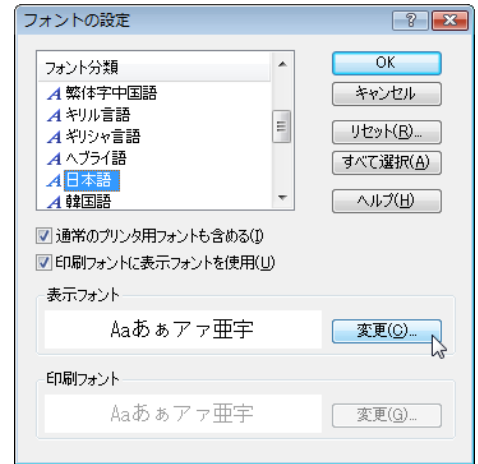 フォントの設定
フォント分類
繁体字中国語
キリル言語
ギリシャ言語
ヘブライ語
日本語
韓国語
OK
キャンセル
リセット(R)...
すべて選択(A)
ヘルプ(H)
通常のプリンタ用フォントも含める(I)
印刷フォントに表示フォントを使用(U)
表示フォント
Aaあぁアァ亜宇
変更(C)...
印刷フォント
Aaあぁアァ亜宇
変更(G)...